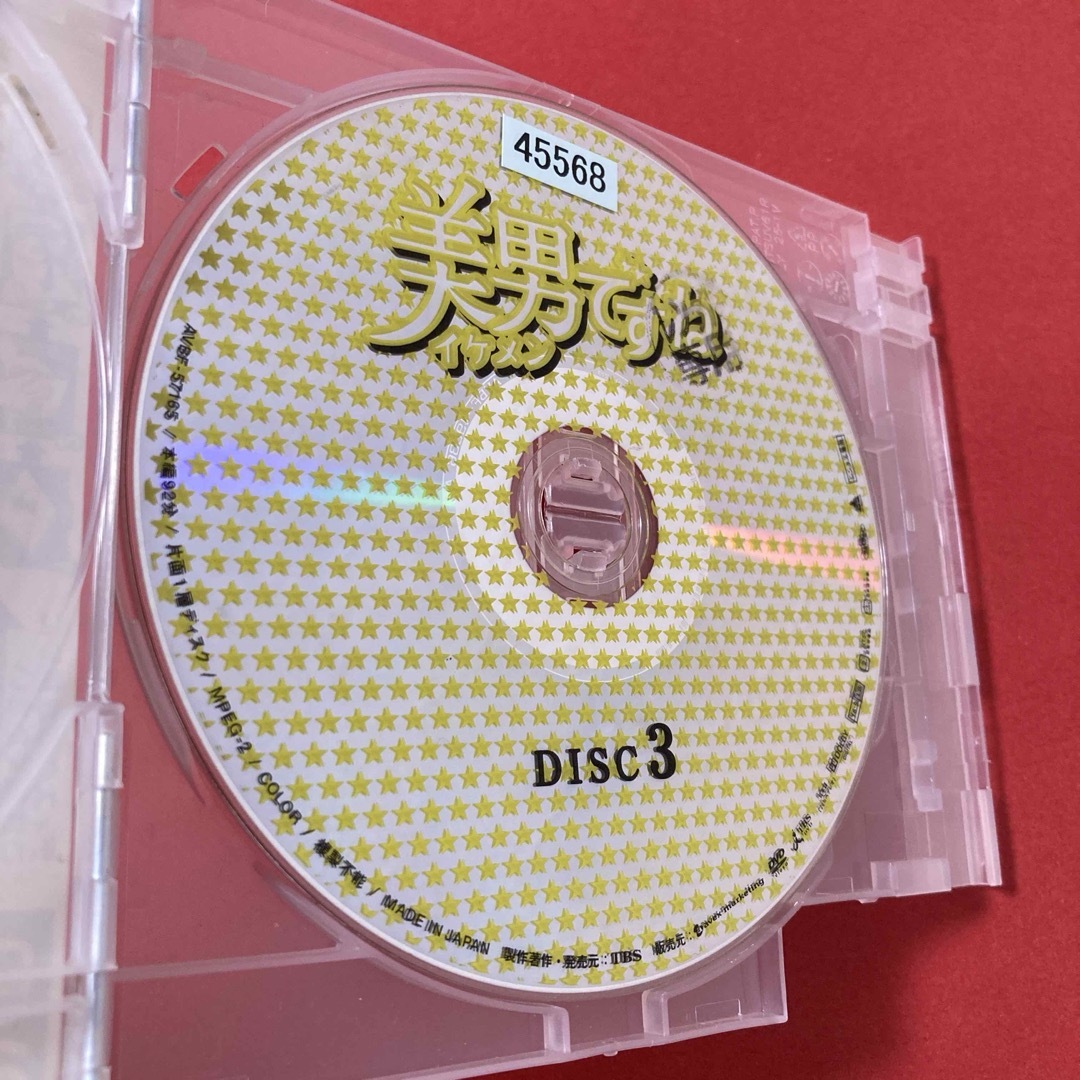 45568
美男ですね
イケメン
DISC 3
AVBF-57165 / 本編92分 / 片面1層ディスク / MPEG-2 / COLOR / 複製不能 / MADE IN JAPAN 製作著作・発売元:TBS 販売元:avex marketing
DVD
TBS